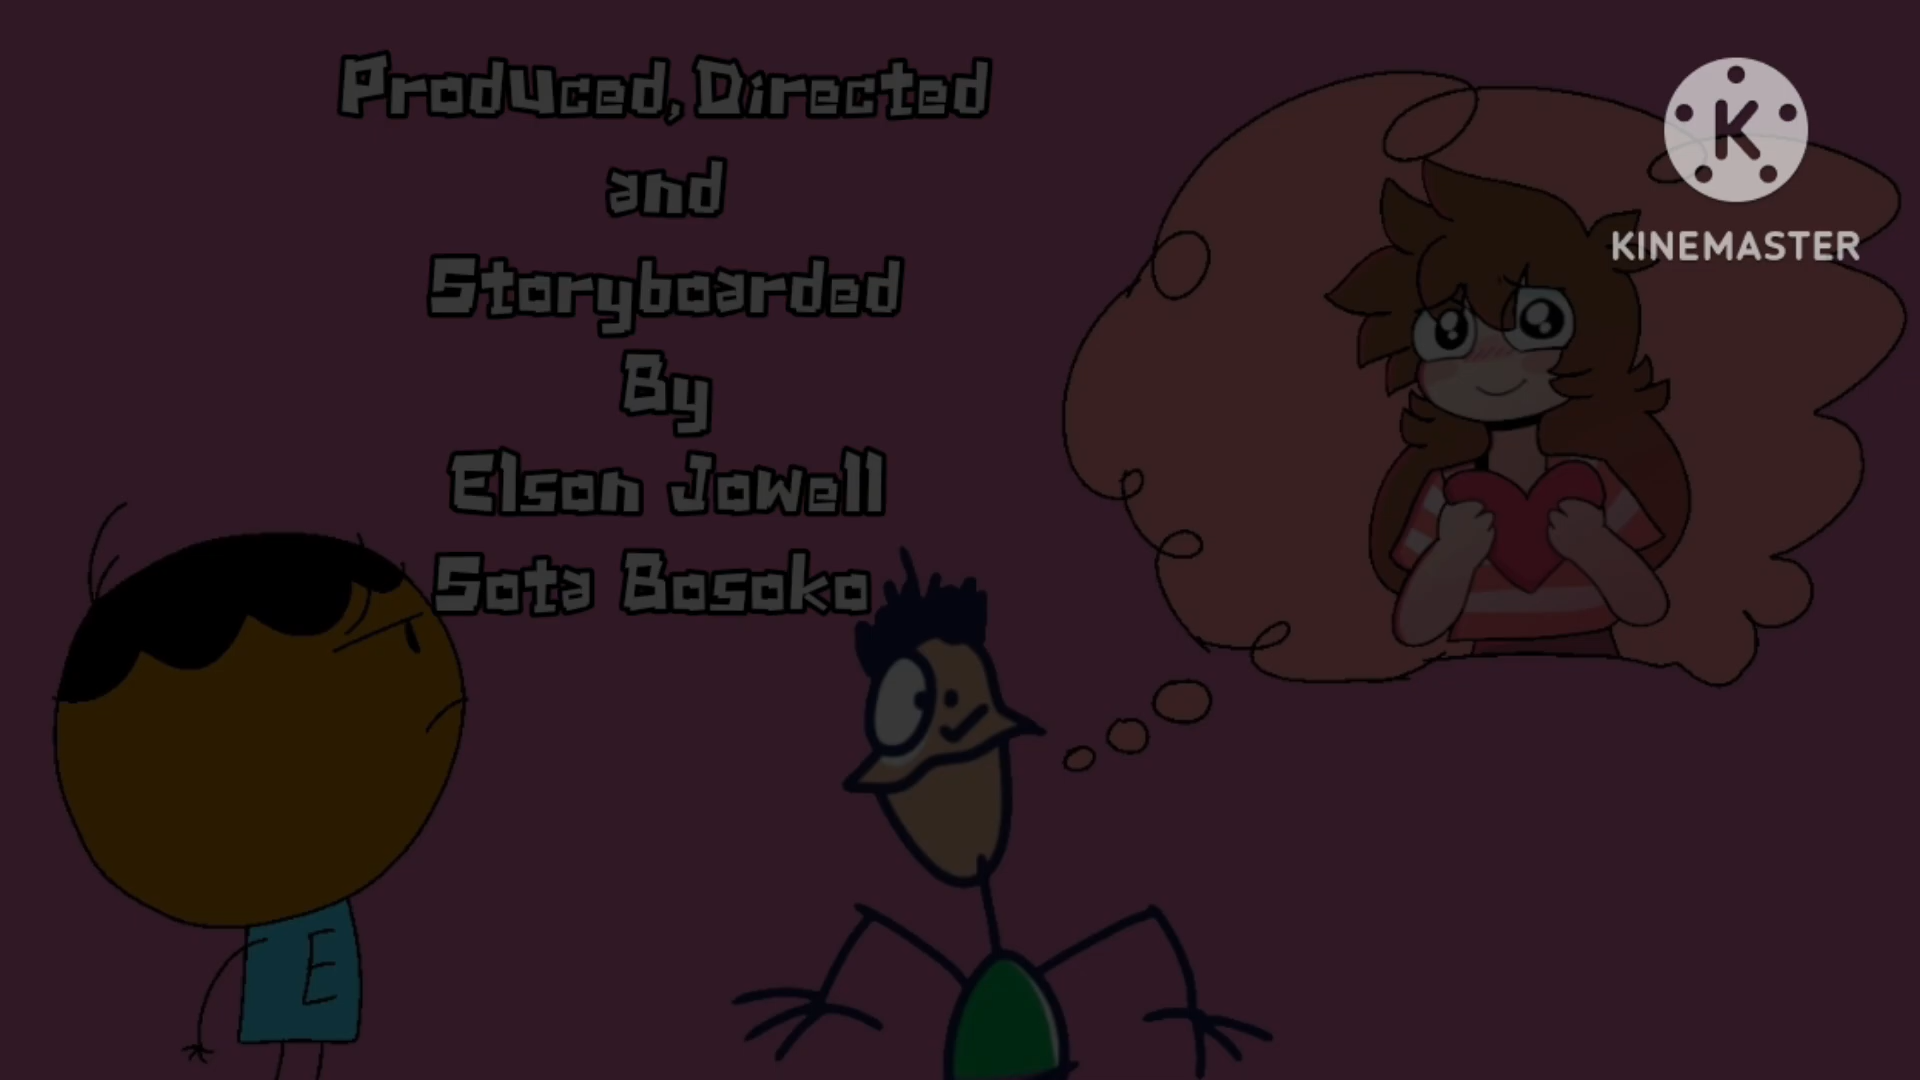 Produced, Directed
and
Storyboarded
By
Elson Jowell
Sota Bosoko
K
KINEMASTER
E